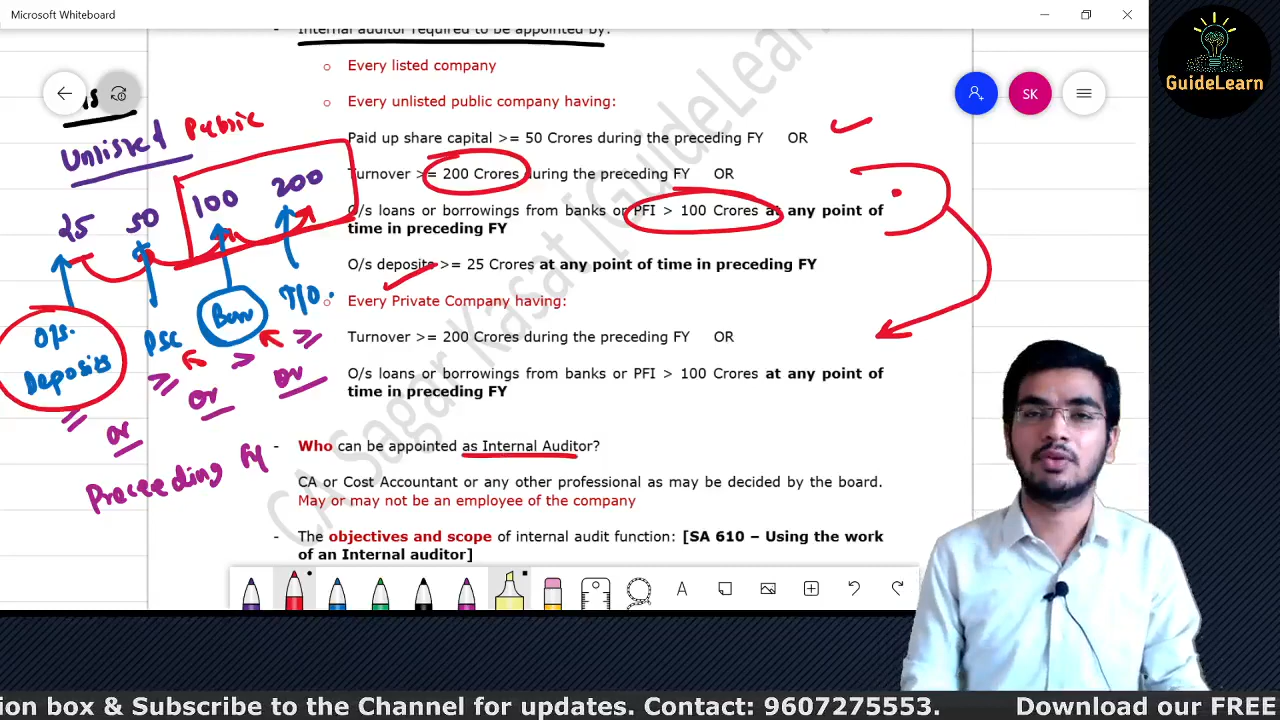 Microsoft Whiteboard
Internal auditor required to be appointed by:
GuideLearn
SK
Every listed company
Every unlisted public company having:
Unlisted Public
Paid up share capital >= 50 Crores during the preceding FY OR
Turnover >= 200 Crores during the preceding FY OR
25 50 100 200
O/s loans or borrowings from banks or PFI > 100 Crores at any point of
time in preceding FY
O/s deposits >= 25 Crores at any point of time in preceding FY
O/s. Deposits
PSC
Borr
T/O.
Every Private Company having:
Turnover >= 200 Crores during the preceding FY OR
≥ or ≥ or > or ≥
O/s loans or borrowings from banks or PFI > 100 Crores at any point of
time in preceding FY
Preceeding FY
- Who can be appointed as Internal Auditor?
CA or Cost Accountant or any other professional as may be decided by the board.
May or may not be an employee of the company
- The objectives and scope of internal audit function: [SA 610 – Using the work
of an Internal auditor]
CA Sagar Kasat [GuideLearn
ion box & Subscribe to the Channel for updates. Contact: 9607275553. Download our FREE